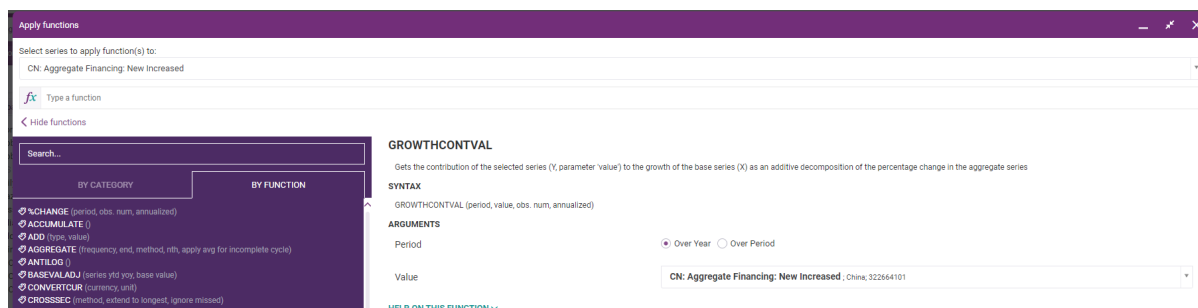 Apply functions
Select series to apply function(s) to:
CN: Aggregate Financing: New Increased
fx Type a function
Hide functions
Search...
BY CATEGORY
BY FUNCTION
%CHANGE (period, obs. num, annualized)
ACCUMULATE ()
ADD (type, value)
AGGREGATE (frequency, end, method, nth, apply avg for incomplete cycle)
ANTILOG ()
BASEVALADJ (series ytd yoy, base value)
CONVERTCUR (currency, unit)
CROSSSEC (method, extend to longest, ignore missed)
GROWTHCONTVAL
Gets the contribution of the selected series (Y, parameter 'value') to the growth of the base series (X) as an additive decomposition of the percentage change in the aggregate series
SYNTAX
GROWTHCONTVAL (period, value, obs. num, annualized)
ARGUMENTS
Period Over Year Over Period
Value CN: Aggregate Financing: New Increased ; China; 322664101
HELP ON THIS FUNCTION